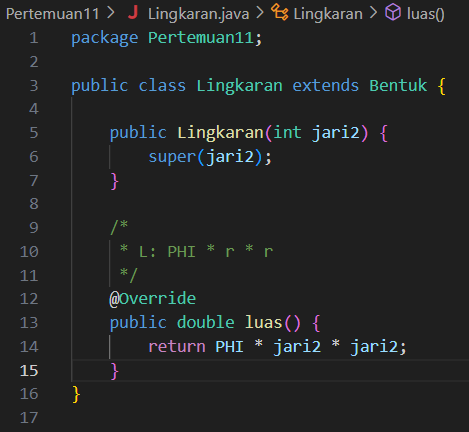 Pertemuan11 > J Lingkaran.java > Lingkaran > luas()
1 package Pertemuan11;
2
3 public class Lingkaran extends Bentuk {
4
5     public Lingkaran(int jari2) {
6         super(jari2);
7     }
8
9     /*
10      * L: PHI * r * r
11      */
12     @Override
13     public double luas() {
14         return PHI * jari2 * jari2;
15     }
16 }
17